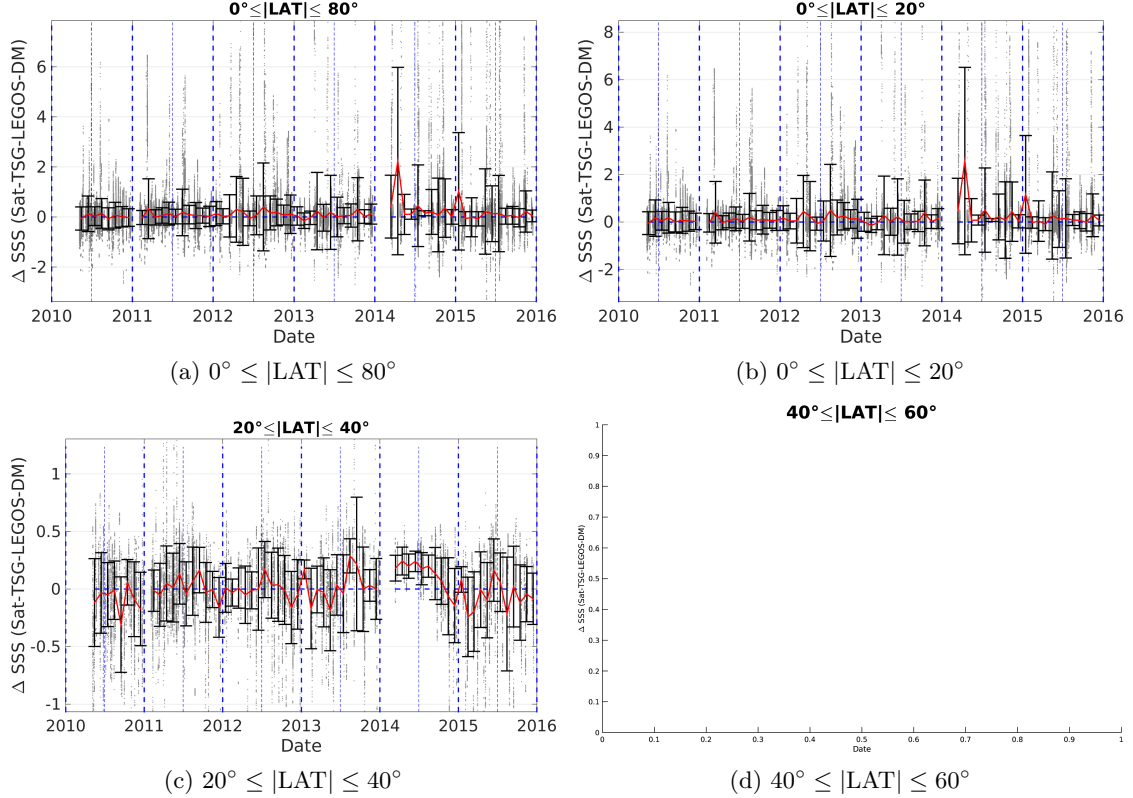 0°≤|LAT|≤ 80°
Δ SSS (Sat-TSG-LEGOS-DM)
6
4
2
0
-2
2010 2011 2012 2013 2014 2015 2016
Date
(a) 0° ≤ |LAT| ≤ 80°
0°≤|LAT|≤ 20°
Δ SSS (Sat-TSG-LEGOS-DM)
8
6
4
2
0
-2
2010 2011 2012 2013 2014 2015 2016
Date
(b) 0° ≤ |LAT| ≤ 20°
20°≤|LAT|≤ 40°
Δ SSS (Sat-TSG-LEGOS-DM)
1
0.5
0
-0.5
-1
2010 2011 2012 2013 2014 2015 2016
Date
(c) 20° ≤ |LAT| ≤ 40°
40°≤|LAT|≤ 60°
Δ SSS (Sat-TSG-LEGOS-DM)
1
0.9
0.8
0.7
0.6
0.5
0.4
0.3
0.2
0.1
0
0 0.1 0.2 0.3 0.4 0.5 0.6 0.7 0.8 0.9 1
Date
(d) 40° ≤ |LAT| ≤ 60°